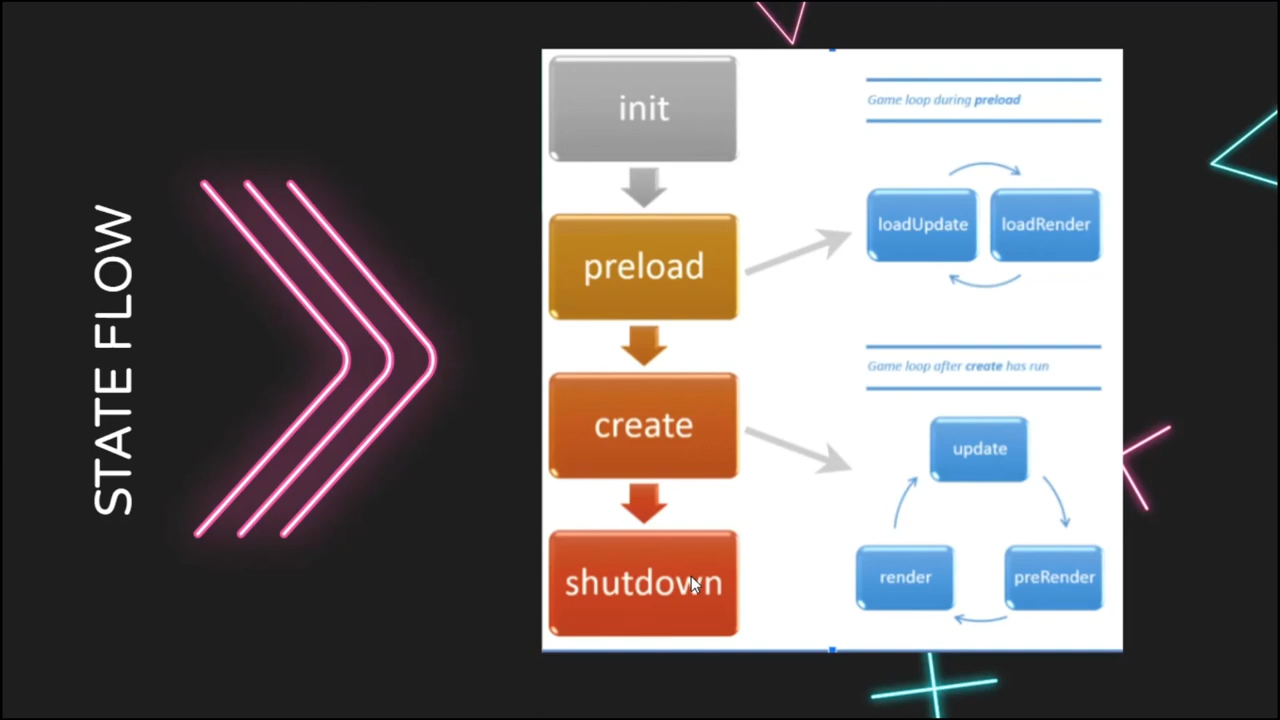 STATE FLOW
init
preload
create
shutdown
Game loop during preload
loadUpdate
loadRender
Game loop after create has run
update
render
preRender